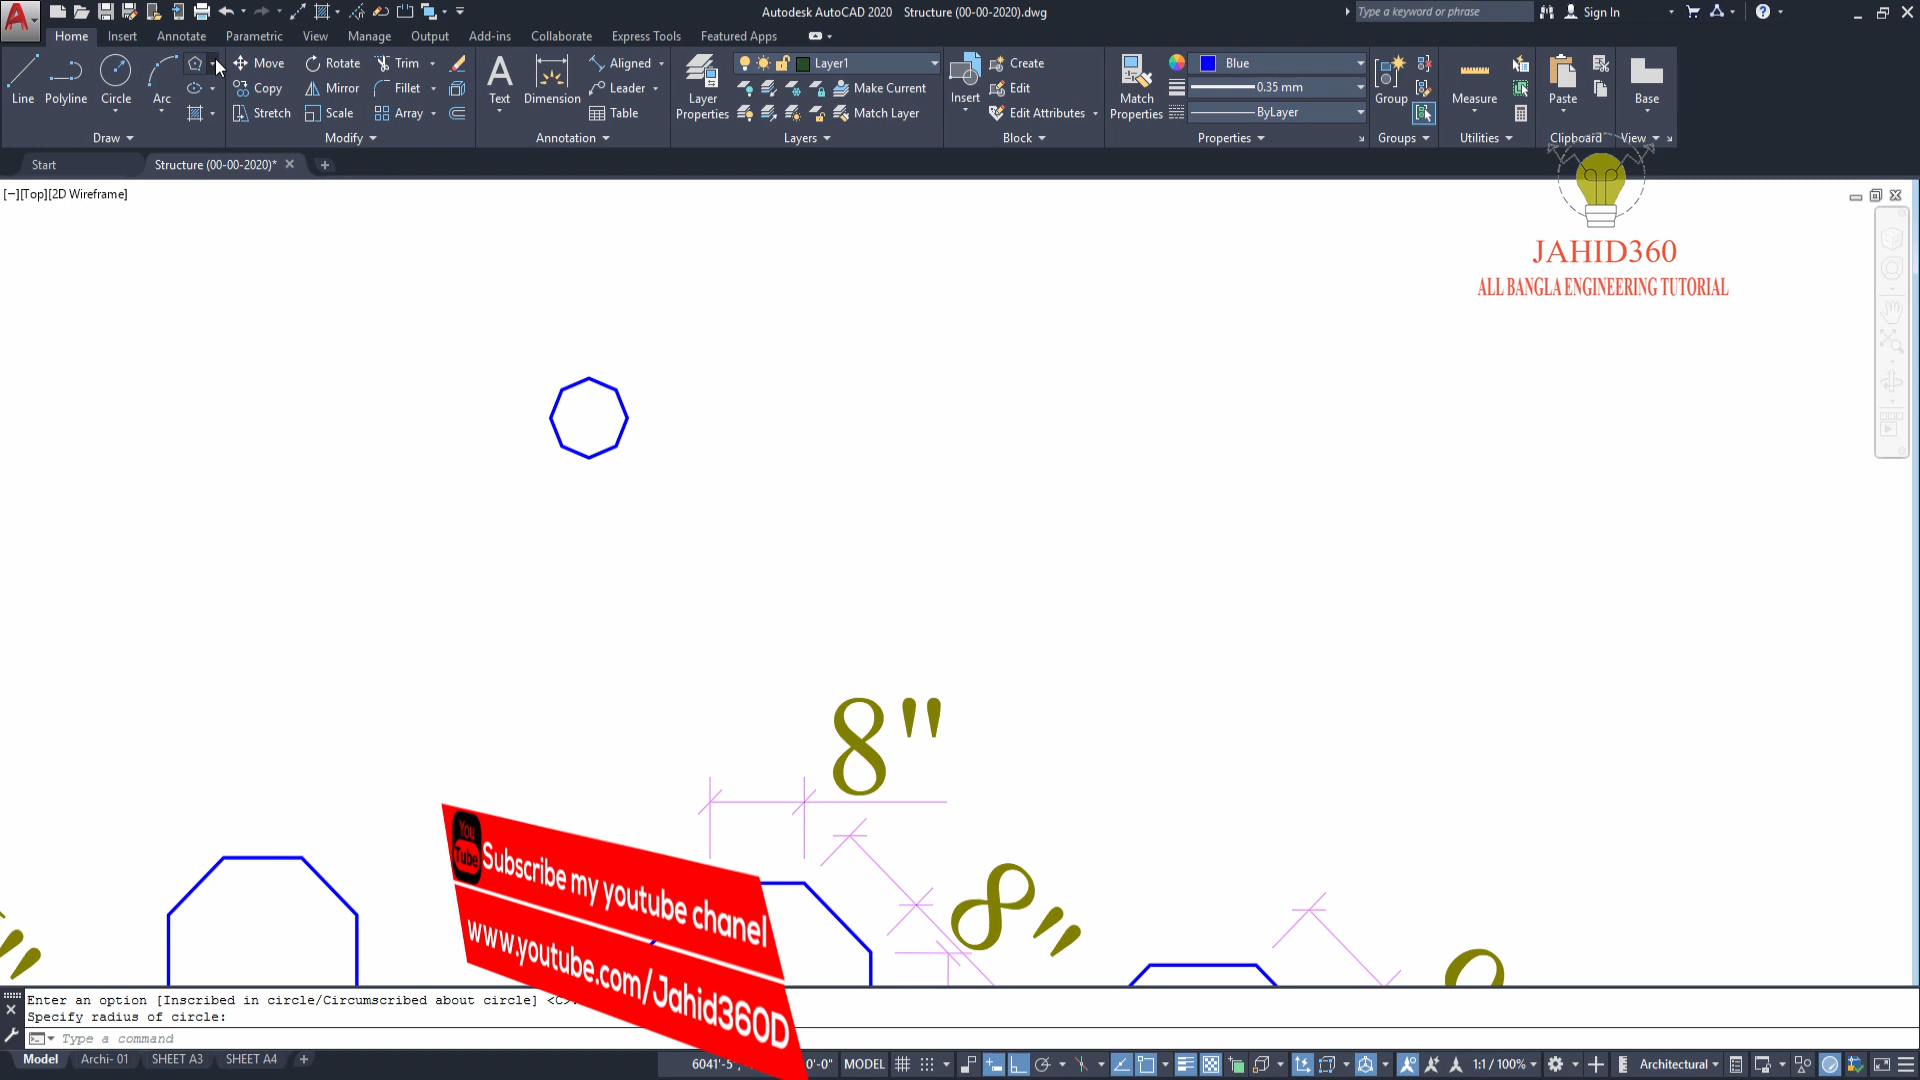 Autodesk AutoCAD 2020 Structure (00-00-2020).dwg
Type a keyword or phrase
Sign In
Home Insert Annotate Parametric View Manage Output Add-ins Collaborate Express Tools Featured Apps
Line Polyline Circle Arc
Draw
Move Rotate Trim
Copy Mirror Fillet
Stretch Scale Array
Modify
Text Dimension
Aligned
Leader
Table
Annotation
Layer Properties
Layer1
Make Current
Match Layer
Layers
Insert
Create
Edit
Edit Attributes
Block
Match Properties
Blue
0.35 mm
ByLayer
Properties
Group
Groups
Measure
Utilities
Paste
Clipboard
Base
View
Start
Structure (00-00-2020)*
[−][Top][2D Wireframe]
JAHID360
ALL BANGLA ENGINEERING TUTORIAL
8"
8"
You
Tube
Subscribe my youtube chanel
www.youtube.com/Jahid360D
Enter an option [Inscribed in circle/Circumscribed about circle] <C>:
Specify radius of circle:
Type a command
Model Archi- 01 SHEET A3 SHEET A4
MODEL
1:1 / 100%
Architectural